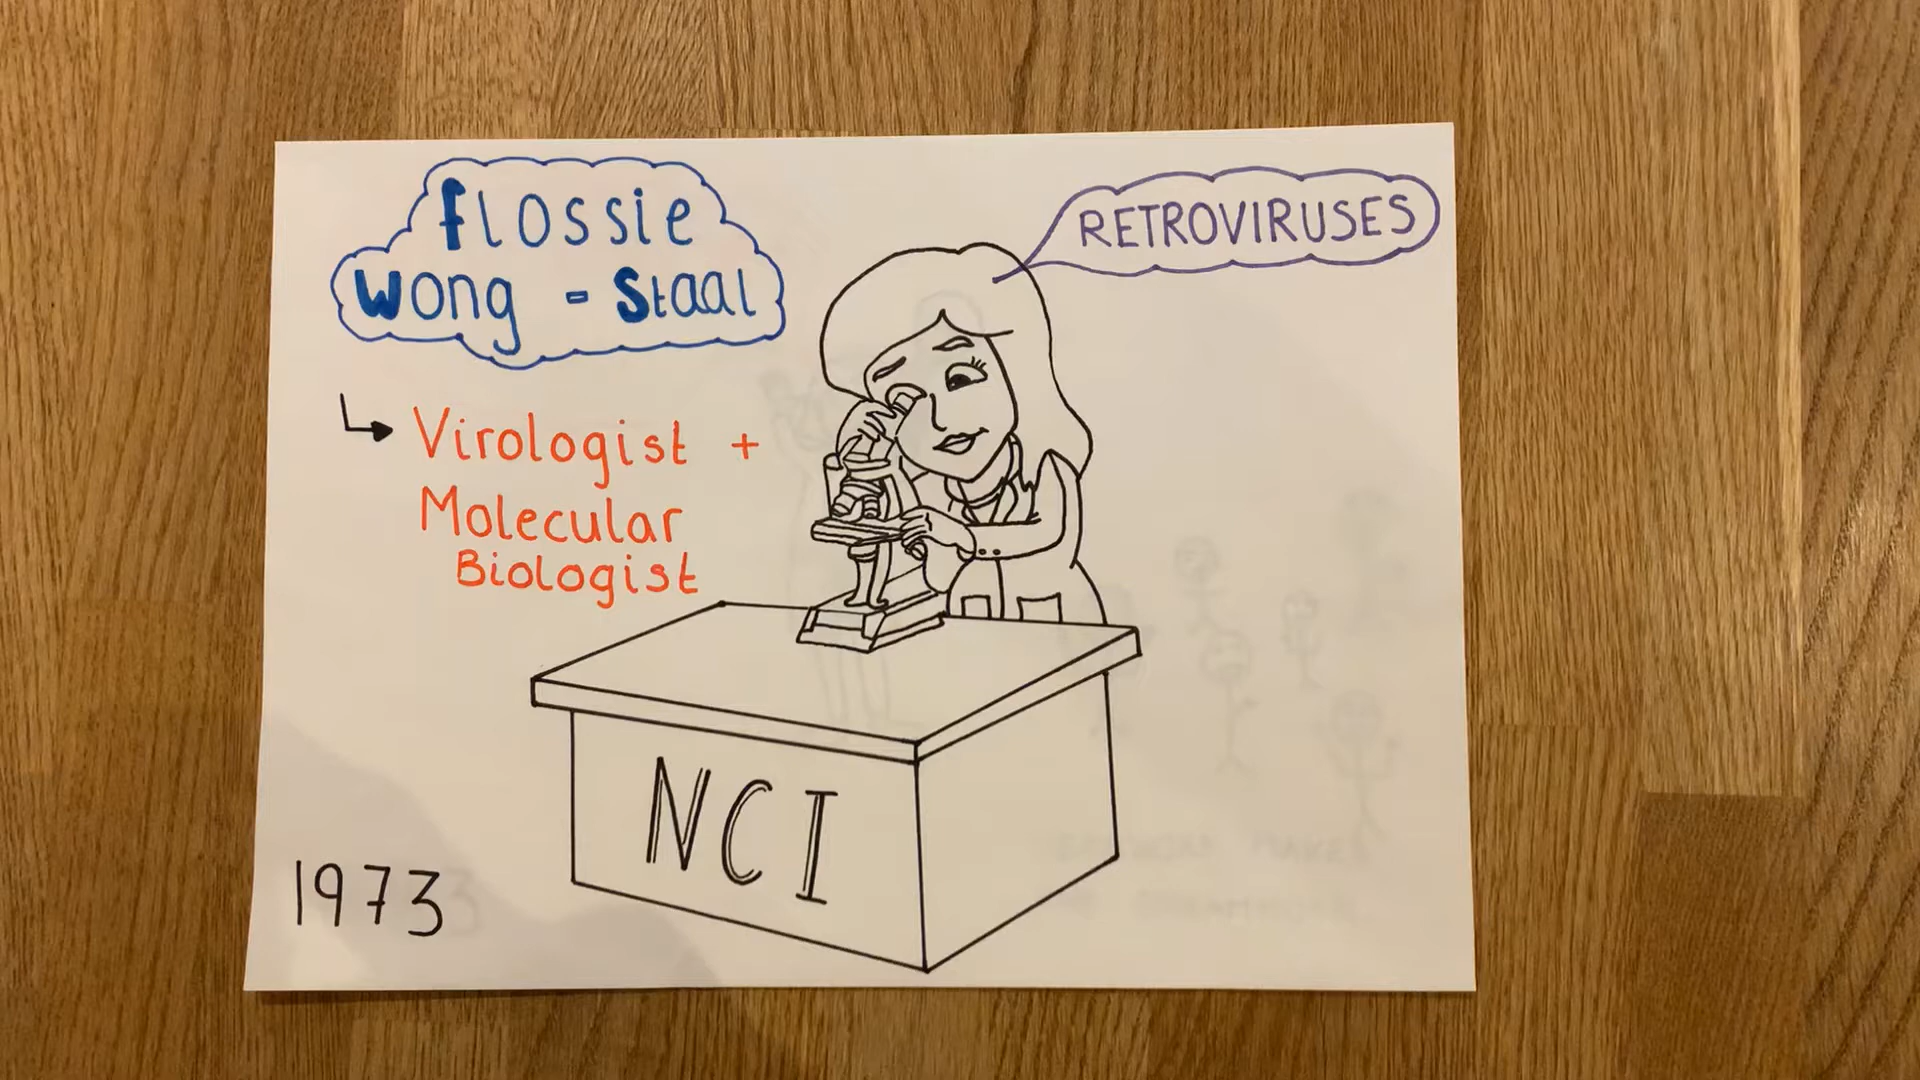 Flossie
Wong - Staal
RETROVIRUSES
Virologist +
Molecular
Biologist
NCI
1973